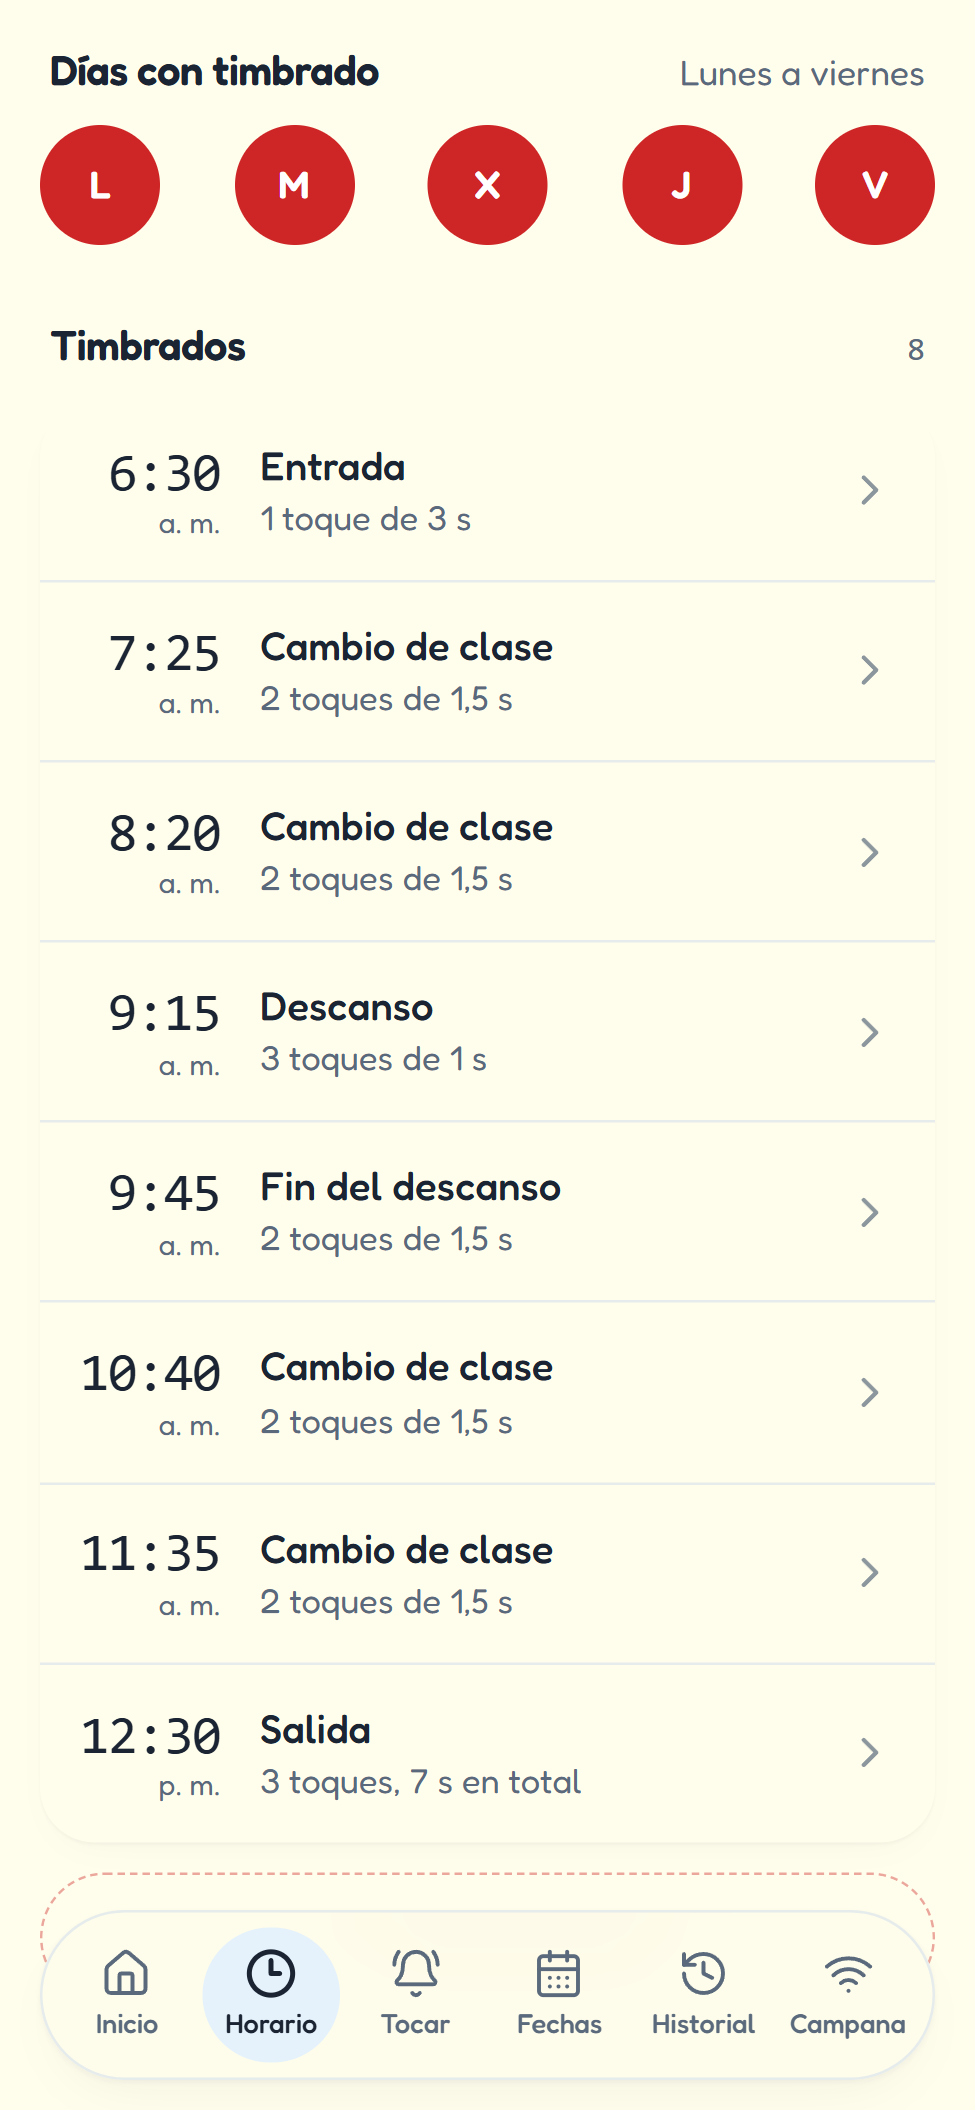 Días con timbrado
Lunes a viernes
L M X J V
Timbrados
8
6:30 a. m.
Entrada
1 toque de 3 s
7:25 a. m.
Cambio de clase
2 toques de 1,5 s
8:20 a. m.
Cambio de clase
2 toques de 1,5 s
9:15 a. m.
Descanso
3 toques de 1 s
9:45 a. m.
Fin del descanso
2 toques de 1,5 s
10:40 a. m.
Cambio de clase
2 toques de 1,5 s
11:35 a. m.
Cambio de clase
2 toques de 1,5 s
12:30 p. m.
Salida
3 toques, 7 s en total
Inicio
Horario
Tocar
Fechas
Historial
Campana